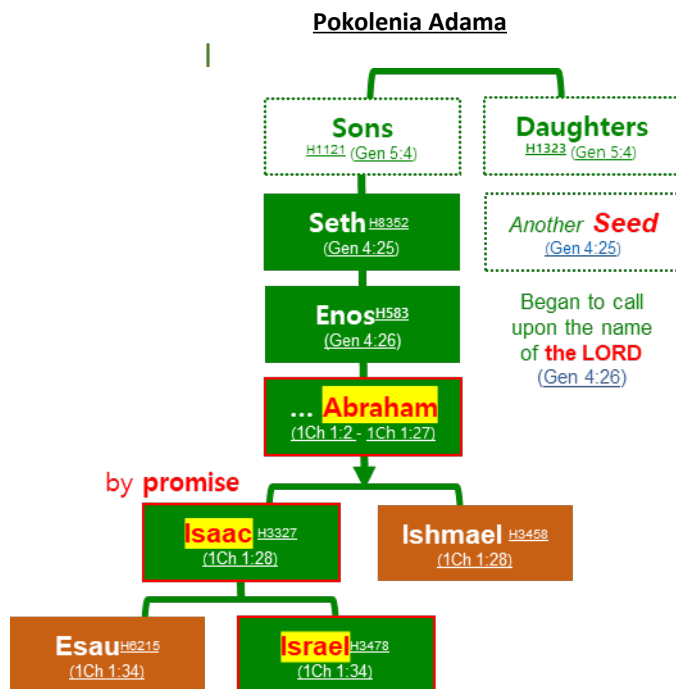 Pokolenia Adama
Sons
H1121 (Gen 5:4)
Daughters
H1323 (Gen 5:4)
Seth H8352
(Gen 4:25)
Another Seed
(Gen 4:25)
Enos H583
(Gen 4:26)
Began to call
upon the name
of the LORD
(Gen 4:26)
... Abraham
(1Ch 1:2 - 1Ch 1:27)
by promise
Isaac H3327
(1Ch 1:28)
Ishmael H3458
(1Ch 1:28)
Esau H6215
(1Ch 1:34)
Israel H3478
(1Ch 1:34)